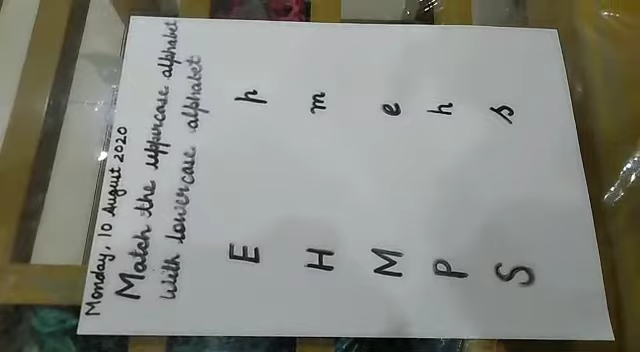 Monday, 10 August 2020
Match the uppercase alphabet
with lowercase alphabet
E p
H m
M e
P h
S s